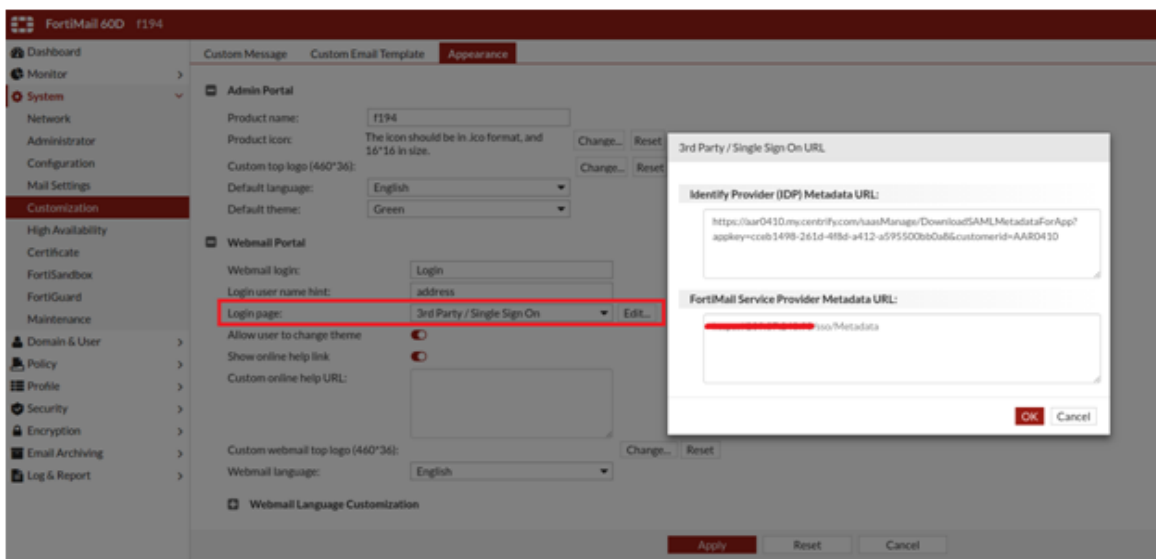 FortiMail 60D f194
Dashboard
Monitor
System
Network
Administrator
Configuration
Mail Settings
Customization
High Availability
Certificate
FortiSandbox
FortiGuard
Maintenance
Domain & User
Policy
Profile
Security
Encryption
Email Archiving
Log & Report
Custom Message Custom Email Template Appearance
Admin Portal
Product name: f194
Product icon: The icon should be in .ico format, and
16*16 in size. Change... Reset
Custom top logo (460*36): Change... Reset
Default language: English
Default theme: Green
Webmail Portal
Webmail login: Login
Login user name hint: address
Login page: 3rd Party / Single Sign On Edit...
Allow user to change theme
Show online help link
Custom online help URL:
Custom webmail top logo (460*36): Change... Reset
Webmail language: English
Webmail Language Customization
Apply Reset Cancel
3rd Party / Single Sign On URL
Identify Provider (IDP) Metadata URL:
https://aar0410.my.centrify.com/saasManage/DownloadSAMLMetadataForApp?
appkey=cceb1498-261d-4f8d-a412-a595500bb0a8&customerid=AAR0410
FortiMail Service Provider Metadata URL:
/sso/Metadata
OK Cancel